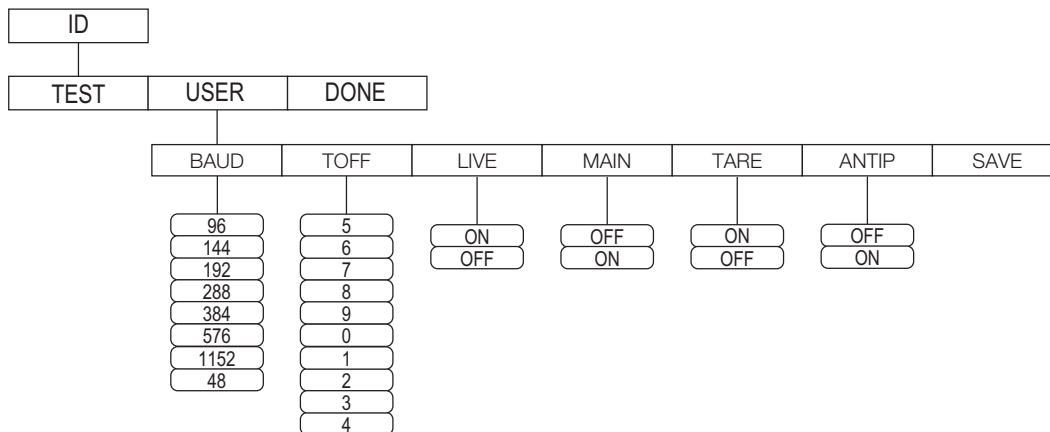 ID
TEST USER DONE
BAUD TOFF LIVE MAIN TARE ANTIP SAVE
96
144
192
288
384
576
1152
48
5
6
7
8
9
0
1
2
3
4
ON
OFF
OFF
ON
ON
OFF
OFF
ON